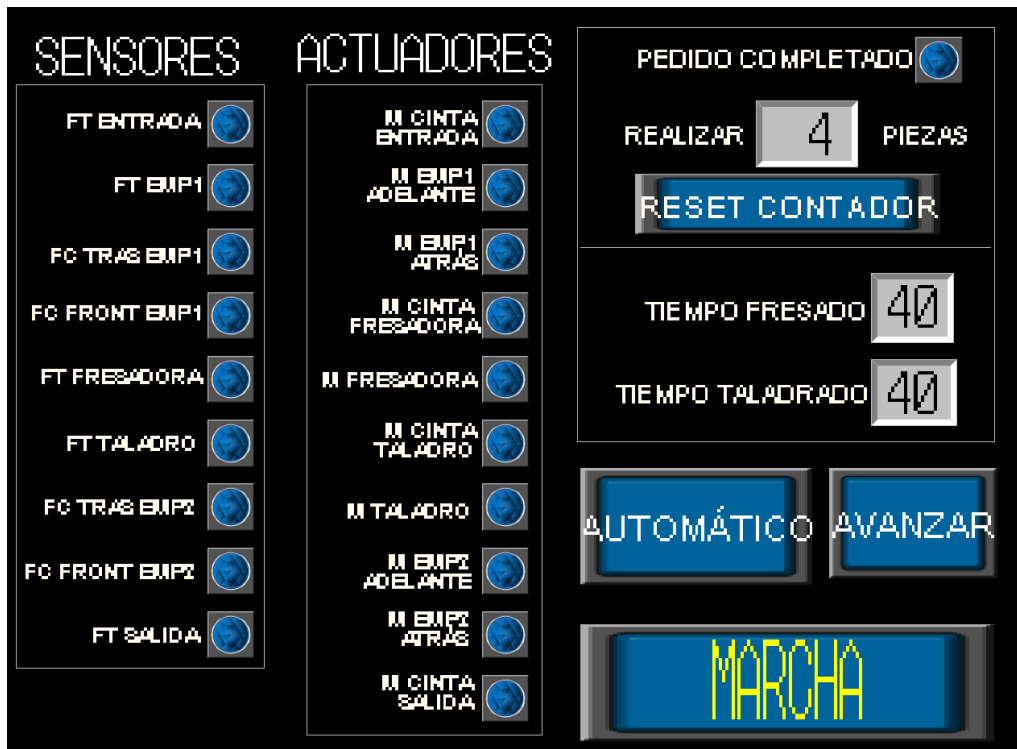 SENSORES
FT ENTRADA
FT EMP1
FC TRAS EMP1
FC FRONT EMP1
FT FRESADORA
FT TALADRO
FC TRAS EMP2
FC FRONT EMP2
FT SALIDA
ACTUADORES
M CINTA
ENTRADA
M EMP1
ADELANTE
M EMP1
ATRÁS
M CINTA
FRESADORA
M FRESADORA
M CINTA
TALADRO
M TALADRO
M EMP2
ADELANTE
M EMP2
ATRÁS
M CINTA
SALIDA
PEDIDO COMPLETADO
REALIZAR 4 PIEZAS
RESET CONTADOR
TIEMPO FRESADO 40
TIEMPO TALADRADO 40
AUTOMÁTICO AVANZAR
MARCHA